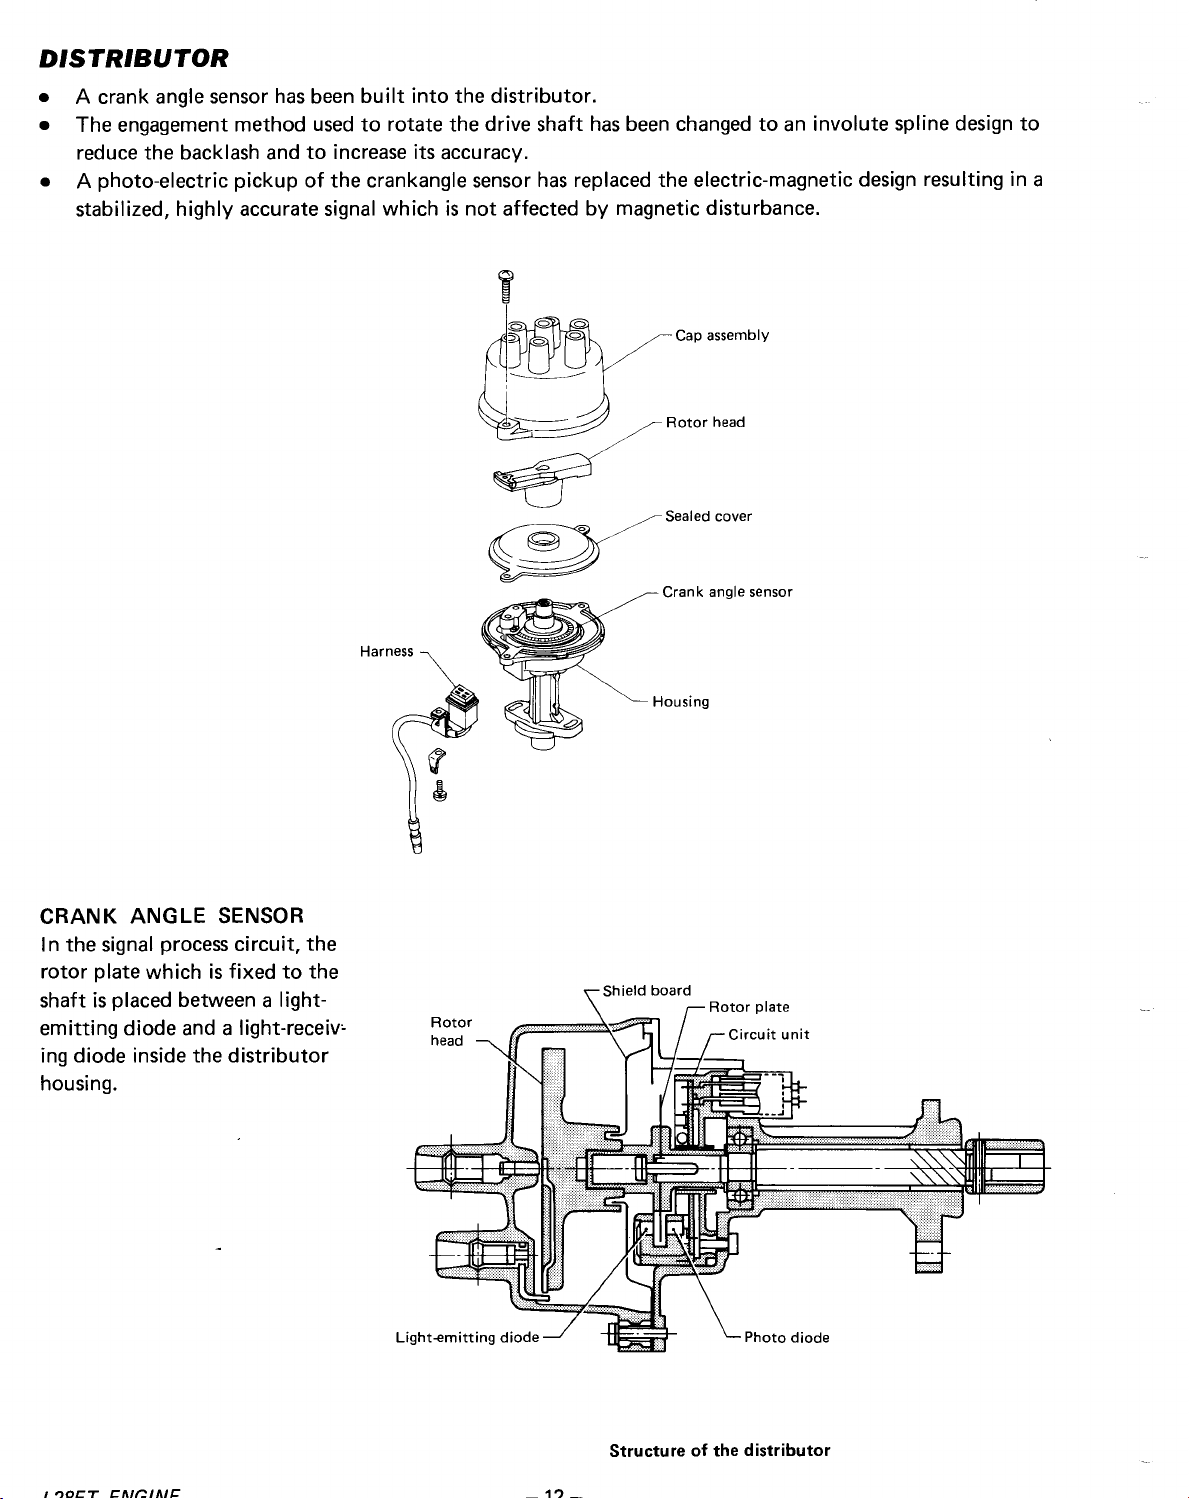 DISTRIBUTOR
• A crank angle sensor has been built into the distributor.
• The engagement method used to rotate the drive shaft has been changed to an involute spline design to
reduce the backlash and to increase its accuracy.
• A photo-electric pickup of the crankangle sensor has replaced the electric-magnetic design resulting in a
stabilized, highly accurate signal which is not affected by magnetic disturbance.
Cap assembly
Rotor head
Sealed cover
Crank angle sensor
Harness
Housing
CRANK ANGLE SENSOR
In the signal process circuit, the
rotor plate which is fixed to the
shaft is placed between a light-
emitting diode and a light-receiv-
ing diode inside the distributor
housing.
Shield board
Rotor plate
Rotor
head
Circuit unit
Light-emitting diode
Photo diode
Structure of the distributor
L28ET ENGINE
– 12 –